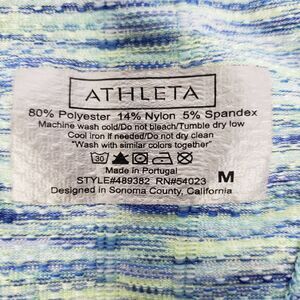 ATHLETA
80% Polyester 14% Nylon 5% Spandex
Machine wash cold/Do not bleach/Tumble dry low
Cool iron if needed/Do not dry clean
"Wash with similar colors together"
30
Made in Portugal
STYLE#489382 RN#54023
M
Designed in Sonoma County, California